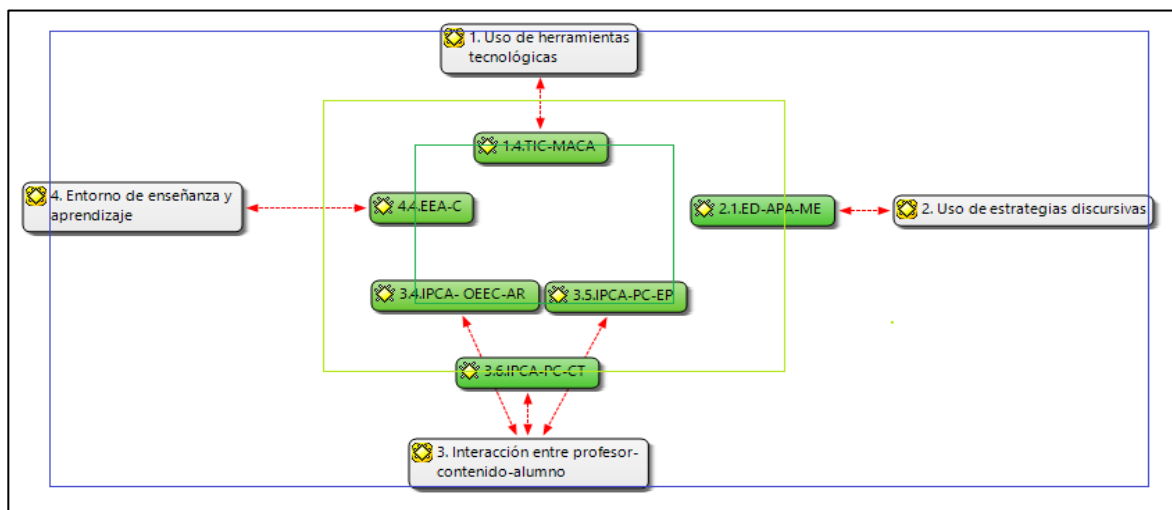 1. Uso de herramientas
tecnológicas
1.4.TIC-MACA
4. Entorno de enseñanza y
aprendizaje
4.4.EEA-C
2.1.ED-APA-ME
2. Uso de estrategias discursivas
3.4.IPCA- OEEC-AR
3.5.IPCA-PC-EP
3.6.IPCA-PC-CT
3. Interacción entre profesor-
contenido-alumno